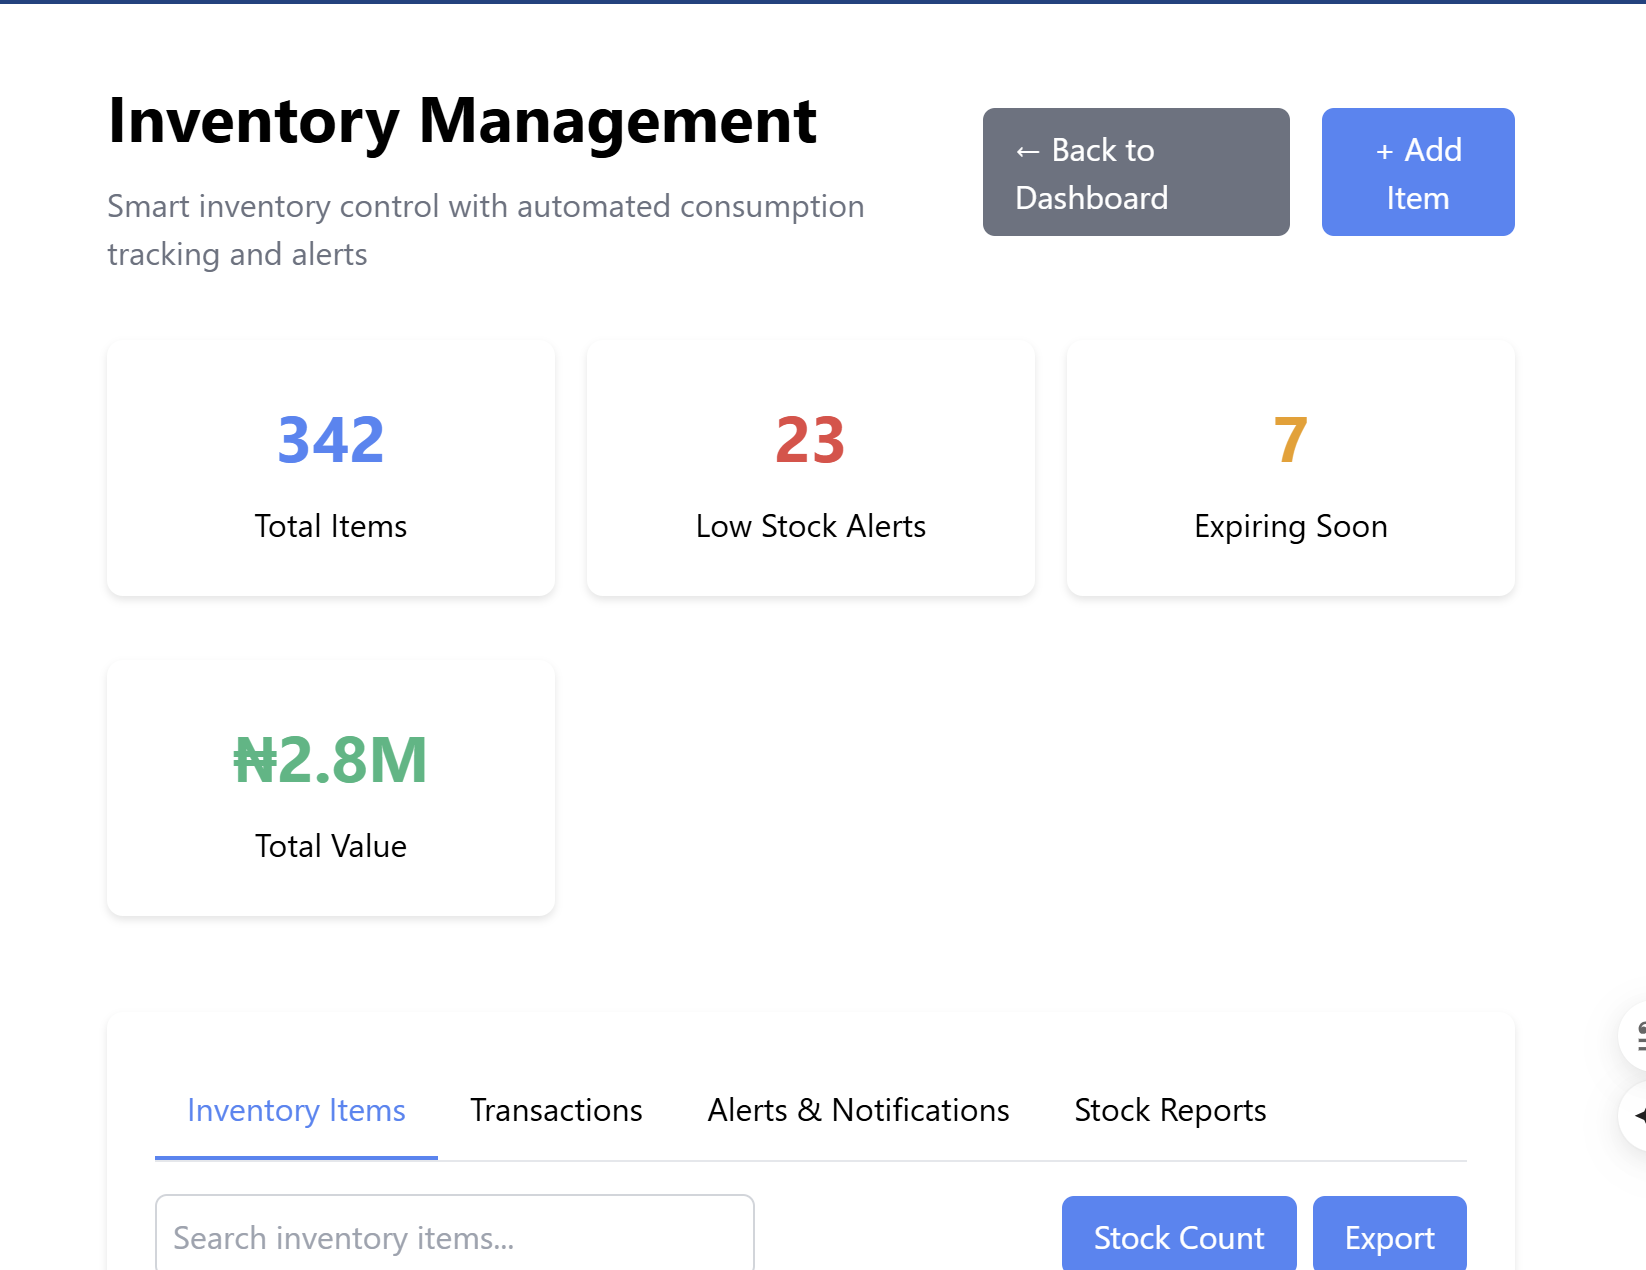 Inventory Management
Smart inventory control with automated consumption
tracking and alerts
← Back to
Dashboard
+ Add
Item
342
Total Items
23
Low Stock Alerts
7
Expiring Soon
₦2.8M
Total Value
Inventory Items
Transactions
Alerts & Notifications
Stock Reports
Search inventory items...
Stock Count
Export